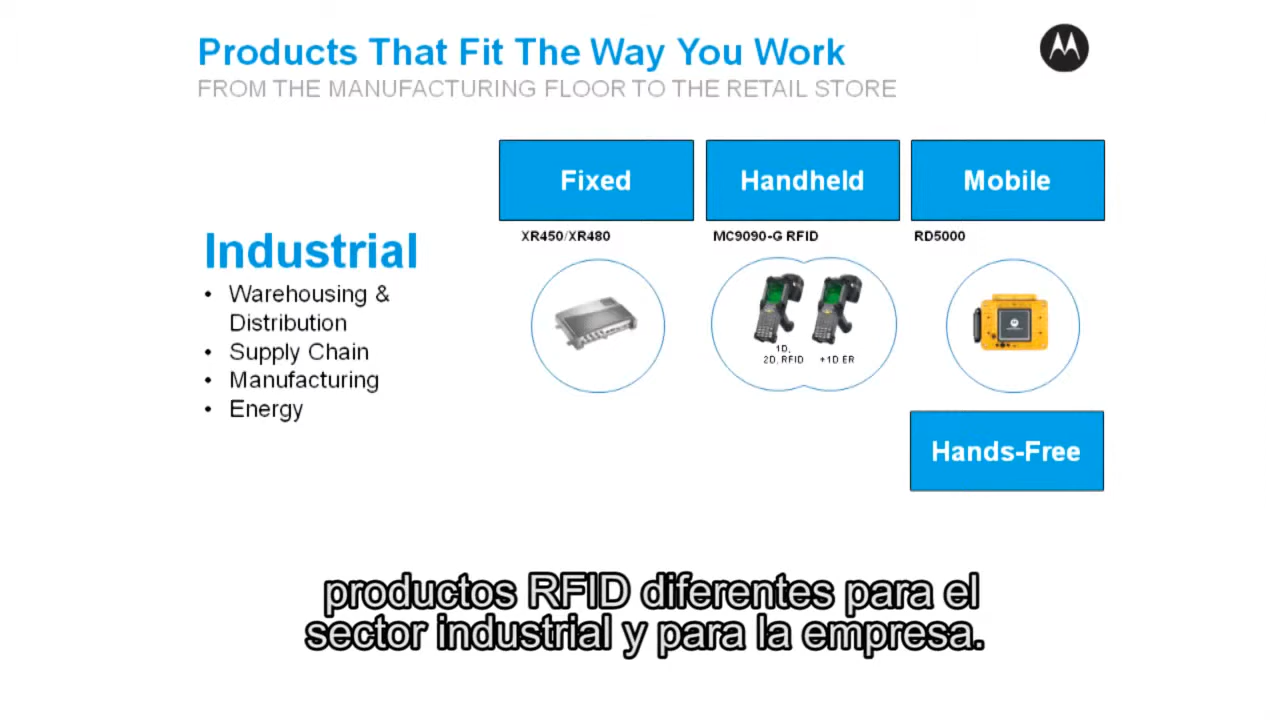 Products That Fit The Way You Work
FROM THE MANUFACTURING FLOOR TO THE RETAIL STORE
Fixed
Handheld
Mobile
XR450/XR480
MC9090-G RFID
RD5000
Industrial
• Warehousing &
Distribution
• Supply Chain
• Manufacturing
• Energy
1D,
2D, RFID
+1D ER
Hands-Free
productos RFID diferentes para el
sector industrial y para la empresa.